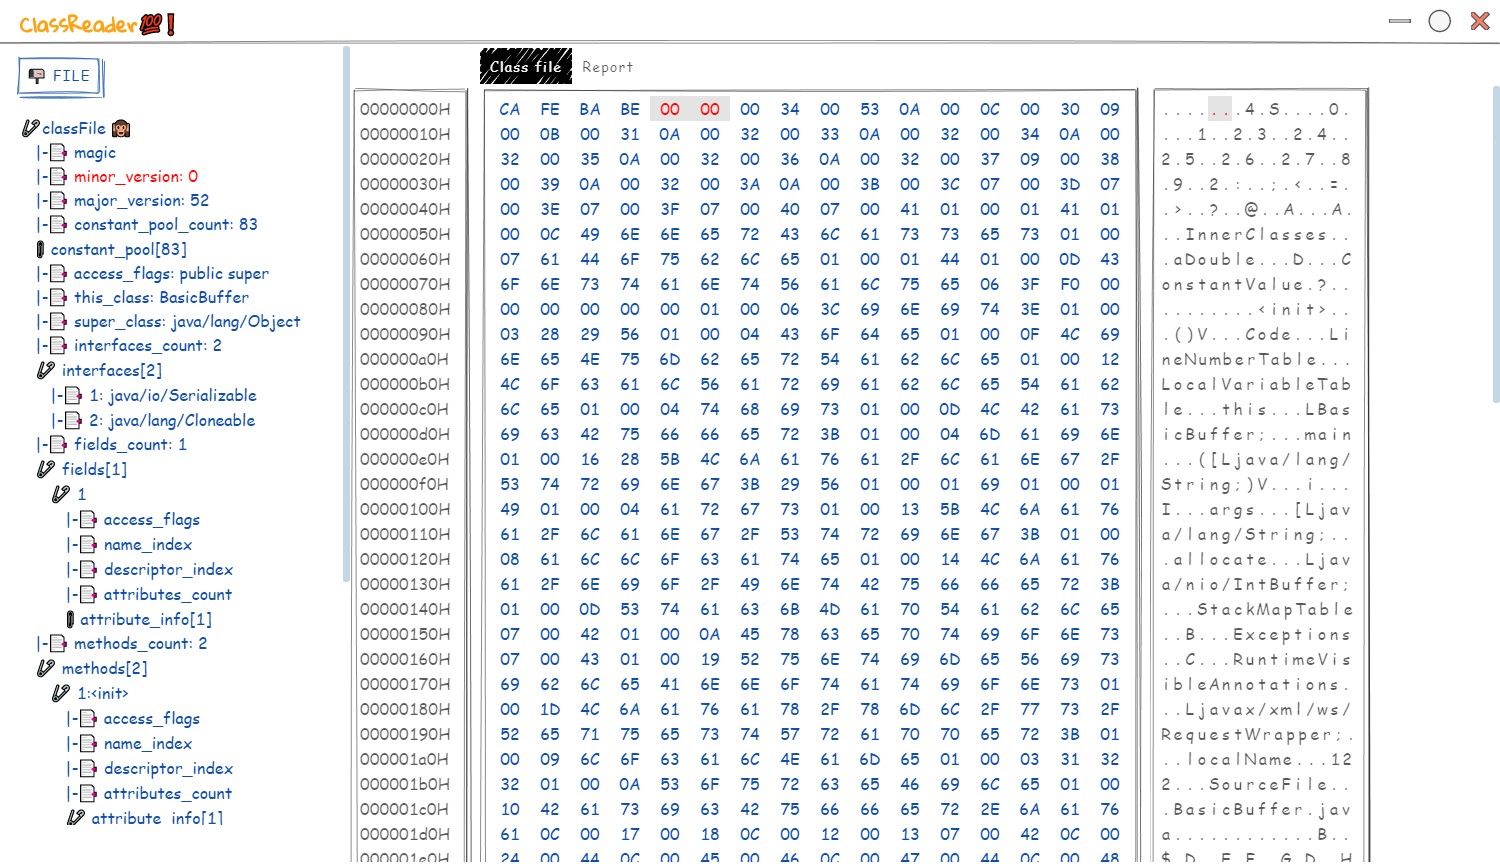 ClassReader💯❗
FILE
classFile
|- magic
|- minor_version: 0
|- major_version: 52
|- constant_pool_count: 83
constant_pool[83]
|- access_flags: public super
|- this_class: BasicBuffer
|- super_class: java/lang/Object
|- interfaces_count: 2
interfaces[2]
|- 1: java/io/Serializable
|- 2: java/lang/Cloneable
|- fields_count: 1
fields[1]
1
|- access_flags
|- name_index
|- descriptor_index
|- attributes_count
attribute_info[1]
|- methods_count: 2
methods[2]
1:<init>
|- access_flags
|- name_index
|- descriptor_index
|- attributes_count
attribute_info[1]
Class file Report
00000000H CA FE BA BE 00 00 00 34 00 53 0A 00 0C 00 30 09 .......4.S....0.
00000010H 00 0B 00 31 0A 00 32 00 33 0A 00 32 00 34 0A 00 ...1..2.3..2.4..
00000020H 32 00 35 0A 00 32 00 36 0A 00 32 00 37 09 00 38 2.5..2.6..2.7..8
00000030H 00 39 0A 00 32 00 3A 0A 00 3B 00 3C 07 00 3D 07 .9..2.:..;.<..=.
00000040H 00 3E 07 00 3F 07 00 40 07 00 41 01 00 01 41 01 .>..?..@..A...A.
00000050H 00 0C 49 6E 6E 65 72 43 6C 61 73 73 65 73 01 00 ..InnerClasses..
00000060H 07 61 44 6F 75 62 6C 65 01 00 01 44 01 00 0D 43 .aDouble...D...C
00000070H 6F 6E 73 74 61 6E 74 56 61 6C 75 65 06 3F F0 00 onstantValue.?..
00000080H 00 00 00 00 00 01 00 06 3C 69 6E 69 74 3E 01 00 ........<init>..
00000090H 03 28 29 56 01 00 04 43 6F 64 65 01 00 0F 4C 69 .()V...Code...Li
000000a0H 6E 65 4E 75 6D 62 65 72 54 61 62 6C 65 01 00 12 neNumberTable...
000000b0H 4C 6F 63 61 6C 56 61 72 69 61 62 6C 65 54 61 62 LocalVariableTab
000000c0H 6C 65 01 00 04 74 68 69 73 01 00 0D 4C 42 61 73 le...this...LBas
000000d0H 69 63 42 75 66 66 65 72 3B 01 00 04 6D 61 69 6E icBuffer;...main
000000e0H 01 00 16 28 5B 4C 6A 61 76 61 2F 6C 61 6E 67 2F ...([Ljava/lang/
000000f0H 53 74 72 69 6E 67 3B 29 56 01 00 01 69 01 00 01 String;)V...i...
00000100H 49 01 00 04 61 72 67 73 01 00 13 5B 4C 6A 61 76 I...args...[Ljav
00000110H 61 2F 6C 61 6E 67 2F 53 74 72 69 6E 67 3B 01 00 a/lang/String;..
00000120H 08 61 6C 6C 6F 63 61 74 65 01 00 14 4C 6A 61 76 .allocate...Ljav
00000130H 61 2F 6E 69 6F 2F 49 6E 74 42 75 66 66 65 72 3B a/nio/IntBuffer;
00000140H 01 00 0D 53 74 61 63 6B 4D 61 70 54 61 62 6C 65 ...StackMapTable
00000150H 07 00 42 01 00 0A 45 78 63 65 70 74 69 6F 6E 73 ..B...Exceptions
00000160H 07 00 43 01 00 19 52 75 6E 74 69 6D 65 56 69 73 ..C...RuntimeVis
00000170H 69 62 6C 65 41 6E 6E 6F 74 61 74 69 6F 6E 73 01 ibleAnnotations.
00000180H 00 1D 4C 6A 61 76 61 78 2F 78 6D 6C 2F 77 73 2F ..Ljavax/xml/ws/
00000190H 52 65 71 75 65 73 74 57 72 61 70 70 65 72 3B 01 RequestWrapper;.
000001a0H 00 09 6C 6F 63 61 6C 4E 61 6D 65 01 00 03 31 32 ..localName...12
000001b0H 32 01 00 0A 53 6F 75 72 63 65 46 69 6C 65 01 00 2...SourceFile..
000001c0H 10 42 61 73 69 63 42 75 66 66 65 72 2E 6A 61 76 .BasicBuffer.jav
000001d0H 61 0C 00 17 00 18 0C 00 12 00 13 07 00 42 0C 00 a............B..
000001e0H 24 00 44 0C 00 45 00 46 0C 00 47 00 44 0C 00 48 $.D..E.F..G.D..H